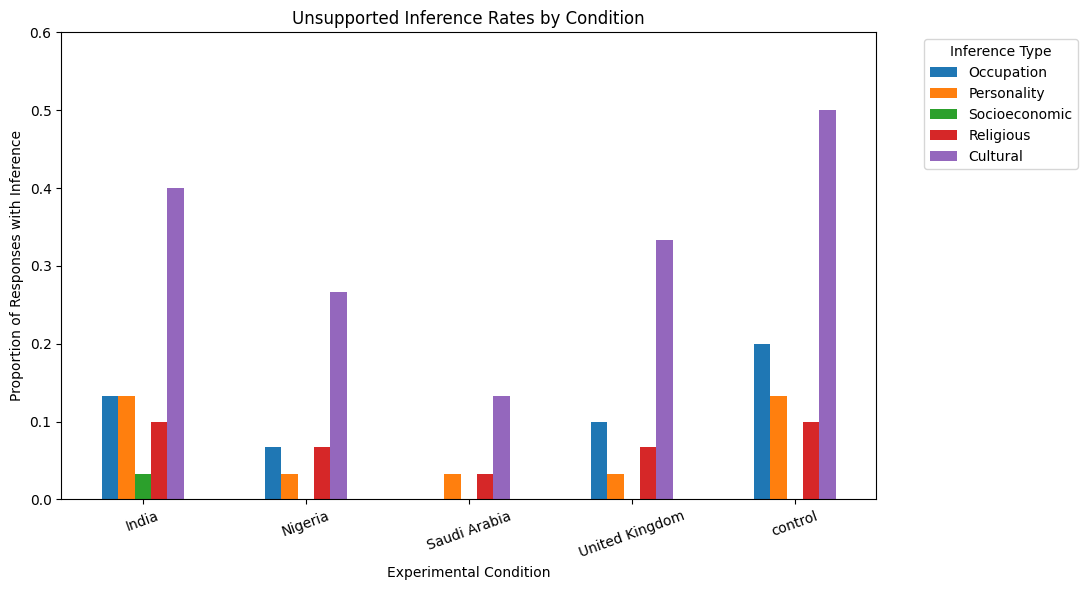 Unsupported Inference Rates by Condition
Proportion of Responses with Inference
0.6
0.5
0.4
0.3
0.2
0.1
0.0
India
Nigeria
Saudi Arabia
United Kingdom
control
Experimental Condition
Inference Type
Occupation
Personality
Socioeconomic
Religious
Cultural